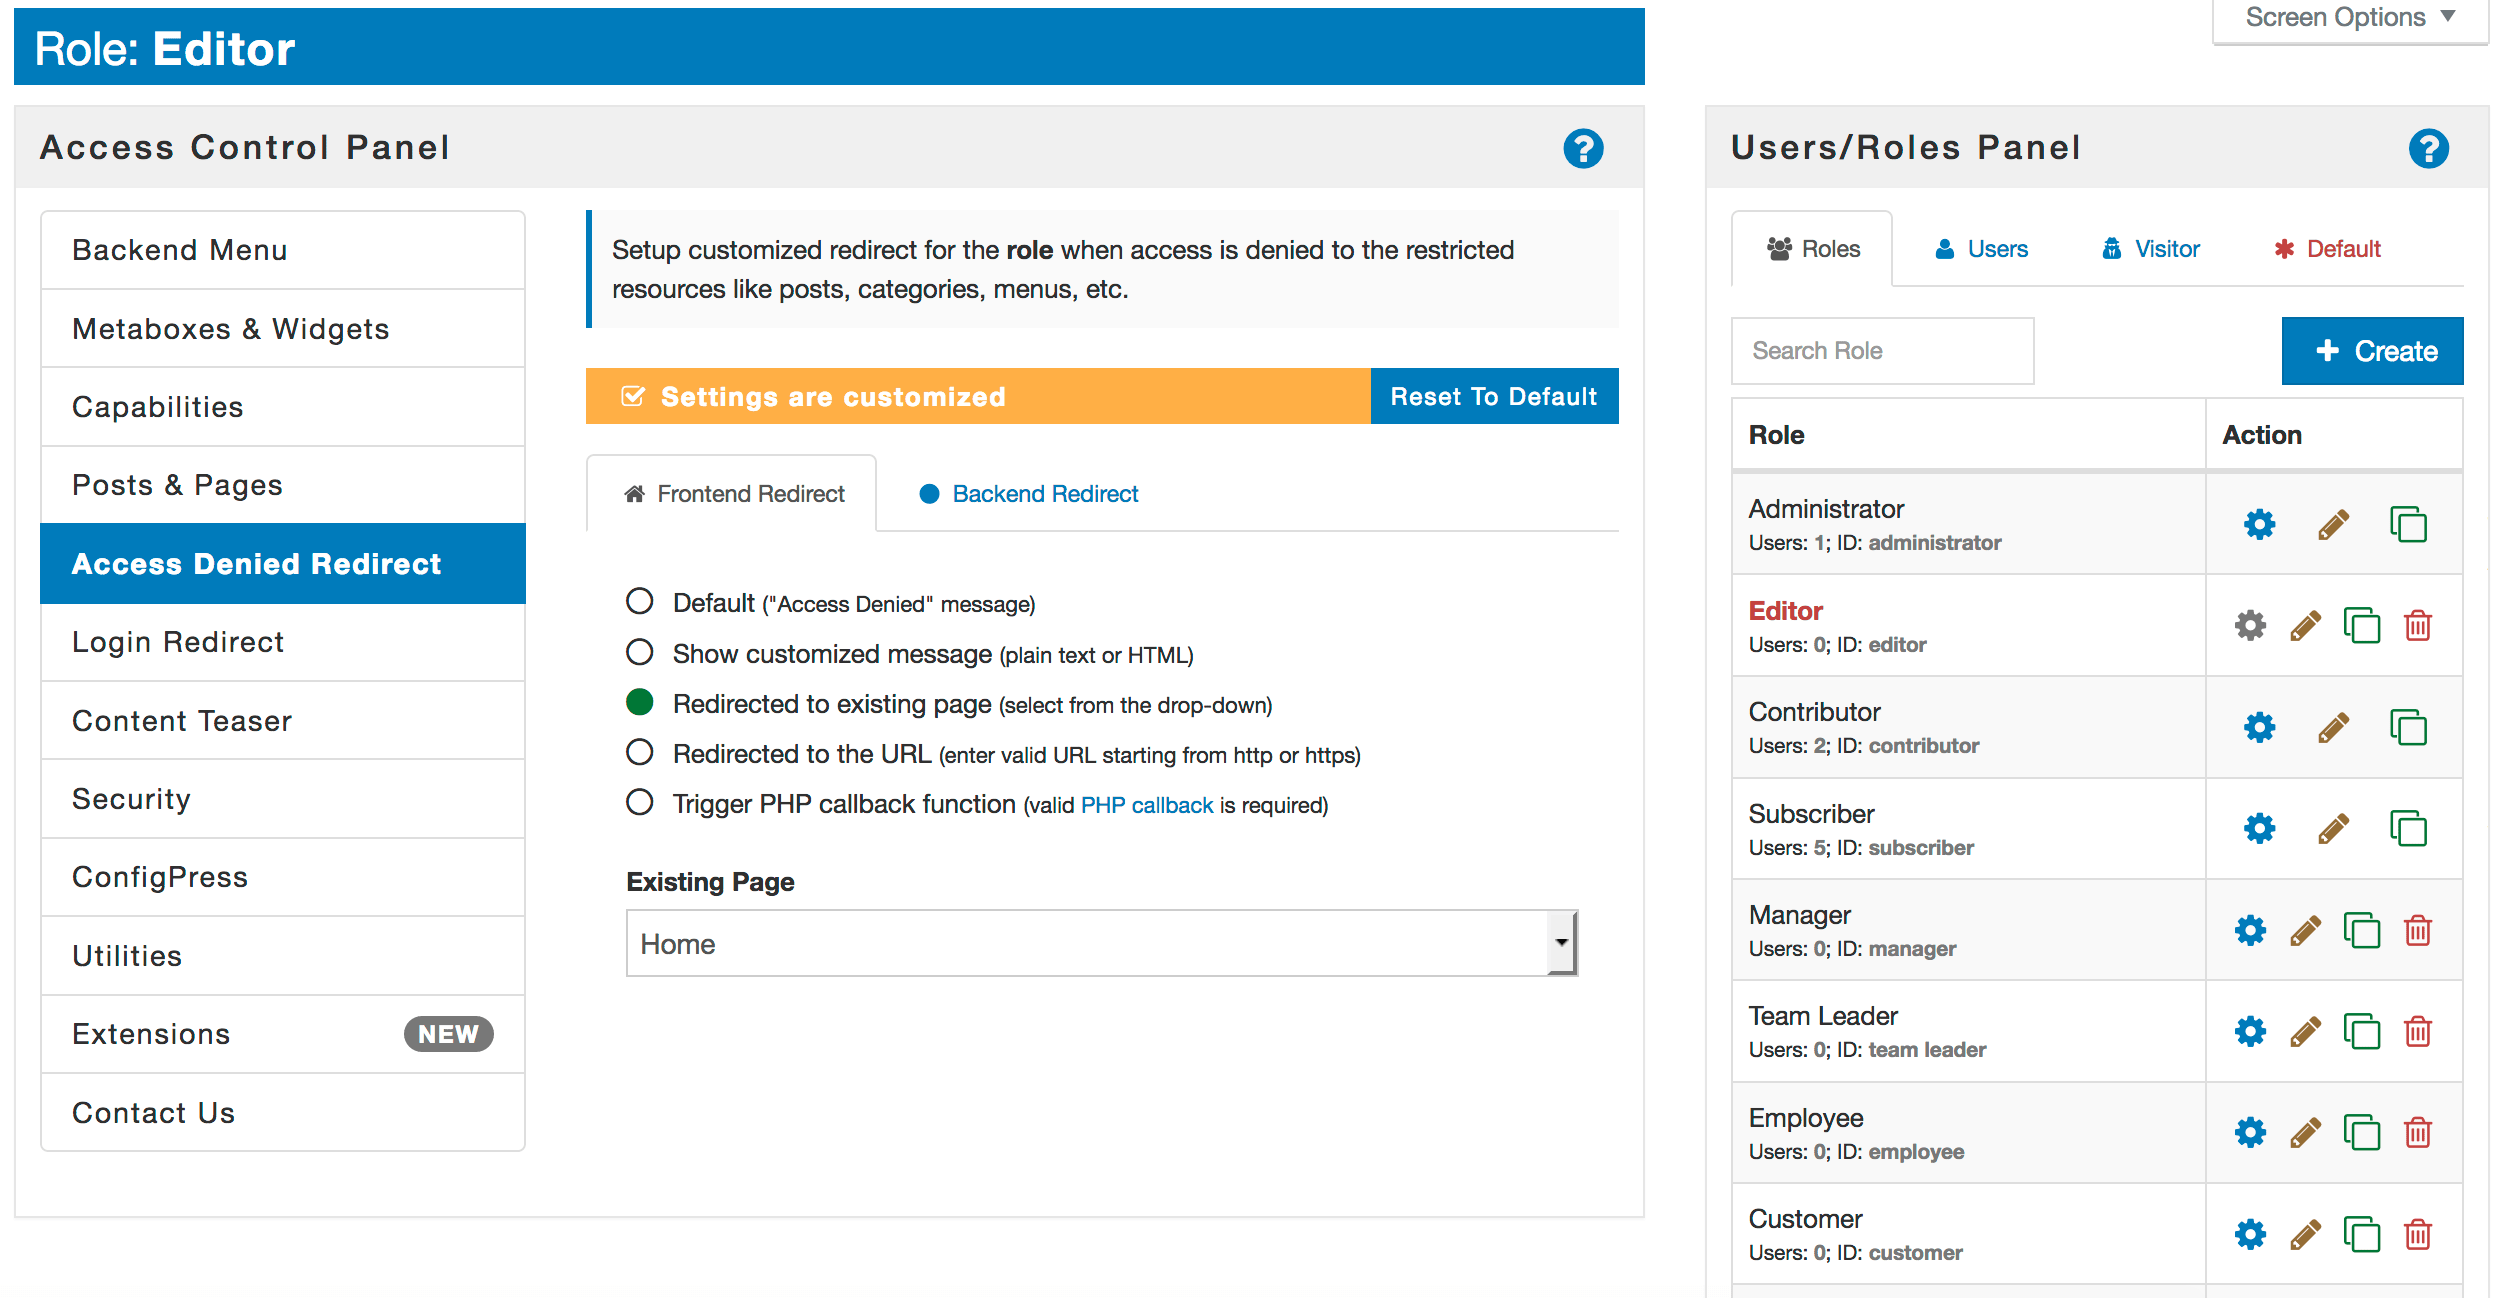 Role: Editor
Screen Options
Access Control Panel
Backend Menu
Metaboxes & Widgets
Capabilities
Posts & Pages
Access Denied Redirect
Login Redirect
Content Teaser
Security
ConfigPress
Utilities
Extensions NEW
Contact Us
Setup customized redirect for the role when access is denied to the restricted
resources like posts, categories, menus, etc.
Settings are customized Reset To Default
Frontend Redirect Backend Redirect
Default ("Access Denied" message)
Show customized message (plain text or HTML)
Redirected to existing page (select from the drop-down)
Redirected to the URL (enter valid URL starting from http or https)
Trigger PHP callback function (valid PHP callback is required)
Existing Page
Home
Users/Roles Panel
Roles Users Visitor Default
Search Role + Create
Role Action
Administrator
Users: 1; ID: administrator
Editor
Users: 0; ID: editor
Contributor
Users: 2; ID: contributor
Subscriber
Users: 5; ID: subscriber
Manager
Users: 0; ID: manager
Team Leader
Users: 0; ID: team leader
Employee
Users: 0; ID: employee
Customer
Users: 0; ID: customer